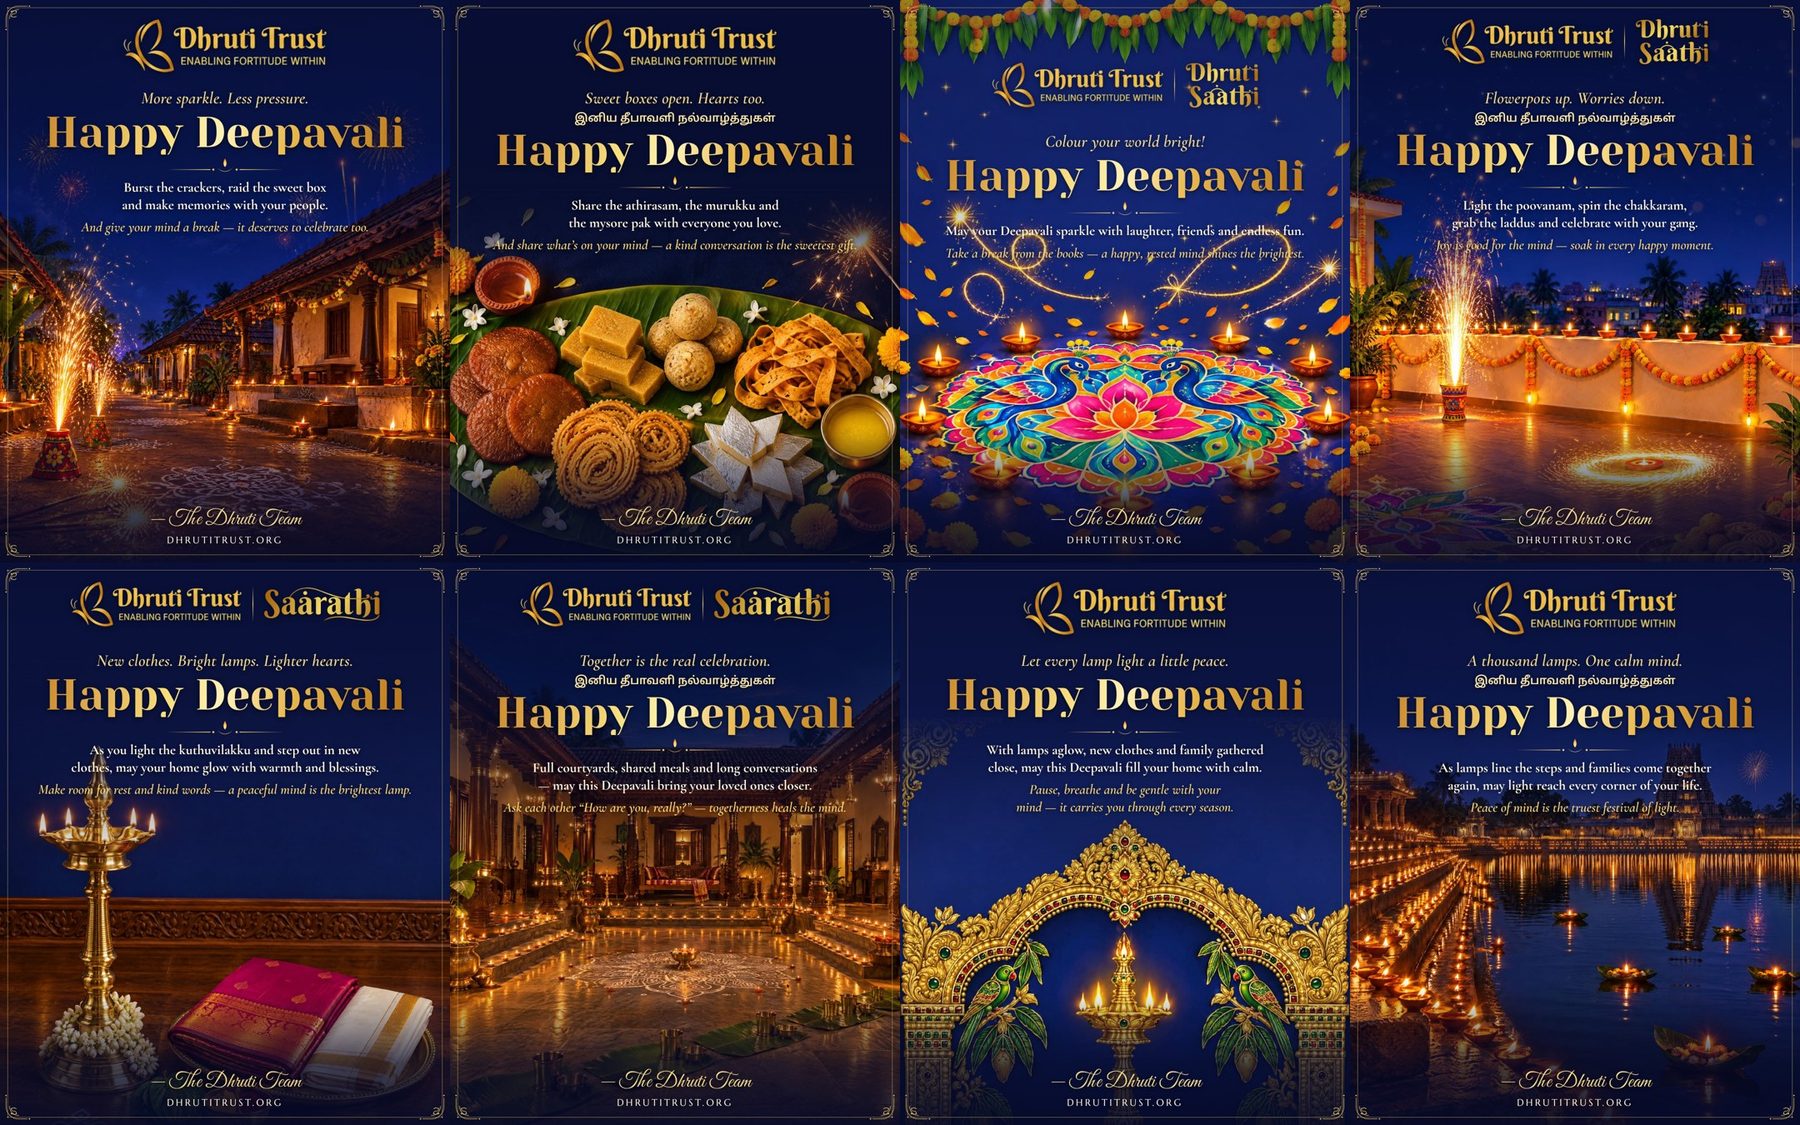 Dhruti Trust
ENABLING FORTITUDE WITHIN
More sparkle. Less pressure.
Happy Deepavali
Burst the crackers, raid the sweet box
and make memories with your people.
And give your mind a break — it deserves to celebrate too.
— The Dhruti Team
DHRUTITRUST.ORG
Dhruti Trust
ENABLING FORTITUDE WITHIN
Sweet boxes open. Hearts too.
இனிய தீபாவளி நல்வாழ்த்துகள்
Happy Deepavali
Share the athirasam, the murukku and
the mysore pak with everyone you love.
And share what's on your mind — a kind conversation is the sweetest gift.
— The Dhruti Team
DHRUTITRUST.ORG
Dhruti Trust
ENABLING FORTITUDE WITHIN
Dhruti
Saathi
Colour your world bright!
Happy Deepavali
May your Deepavali sparkle with laughter, friends and endless fun.
Take a break from the books — a happy, rested mind shines the brightest.
— The Dhruti Team
DHRUTITRUST.ORG
Dhruti Trust
ENABLING FORTITUDE WITHIN
Dhruti
Saathi
Flowerpots up. Worries down.
இனிய தீபாவளி நல்வாழ்த்துகள்
Happy Deepavali
Light the poovanam, spin the chakkaram,
grab the laddus and celebrate with your gang.
Joy is good for the mind — soak in every happy moment.
— The Dhruti Team
DHRUTITRUST.ORG
Dhruti Trust
ENABLING FORTITUDE WITHIN
Saarathi
New clothes. Bright lamps. Lighter hearts.
Happy Deepavali
As you light the kuthuvilakku and step out in new
clothes, may your home glow with warmth and blessings.
Make room for rest and kind words — a peaceful mind is the brightest lamp.
— The Dhruti Team
DHRUTITRUST.ORG
Dhruti Trust
ENABLING FORTITUDE WITHIN
Saarathi
Together is the real celebration.
இனிய தீபாவளி நல்வாழ்த்துகள்
Happy Deepavali
Full courtyards, shared meals and long conversations
— may this Deepavali bring your loved ones closer.
Ask each other “How are you, really?” — togetherness heals the mind.
— The Dhruti Team
DHRUTITRUST.ORG
Dhruti Trust
ENABLING FORTITUDE WITHIN
Let every lamp light a little peace.
Happy Deepavali
With lamps aglow, new clothes and family gathered
close, may this Deepavali fill your home with calm.
Pause, breathe and be gentle with your
mind — it carries you through every season.
— The Dhruti Team
DHRUTITRUST.ORG
Dhruti Trust
ENABLING FORTITUDE WITHIN
A thousand lamps. One calm mind.
இனிய தீபாவளி நல்வாழ்த்துகள்
Happy Deepavali
As lamps line the steps and families come together
again, may light reach every corner of your life.
Peace of mind is the truest festival of light.
— The Dhruti Team
DHRUTITRUST.ORG